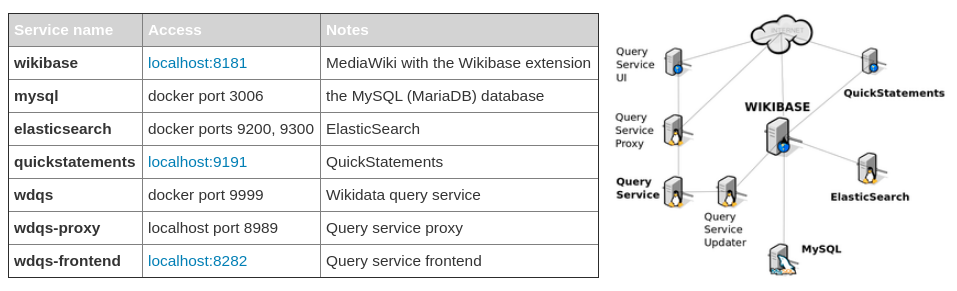 Service name Access Notes
wikibase localhost:8181 MediaWiki with the Wikibase extension
mysql docker port 3006 the MySQL (MariaDB) database
elasticsearch docker ports 9200, 9300 ElasticSearch
quickstatements localhost:9191 QuickStatements
wdqs docker port 9999 Wikidata query service
wdqs-proxy localhost port 8989 Query service proxy
wdqs-frontend localhost:8282 Query service frontend
INTERNET
Query
Service
UI
QuickStatements
WIKIBASE
Query
Service
Proxy
Query
Service
ElasticSearch
Query
Service
Updater
MySQL